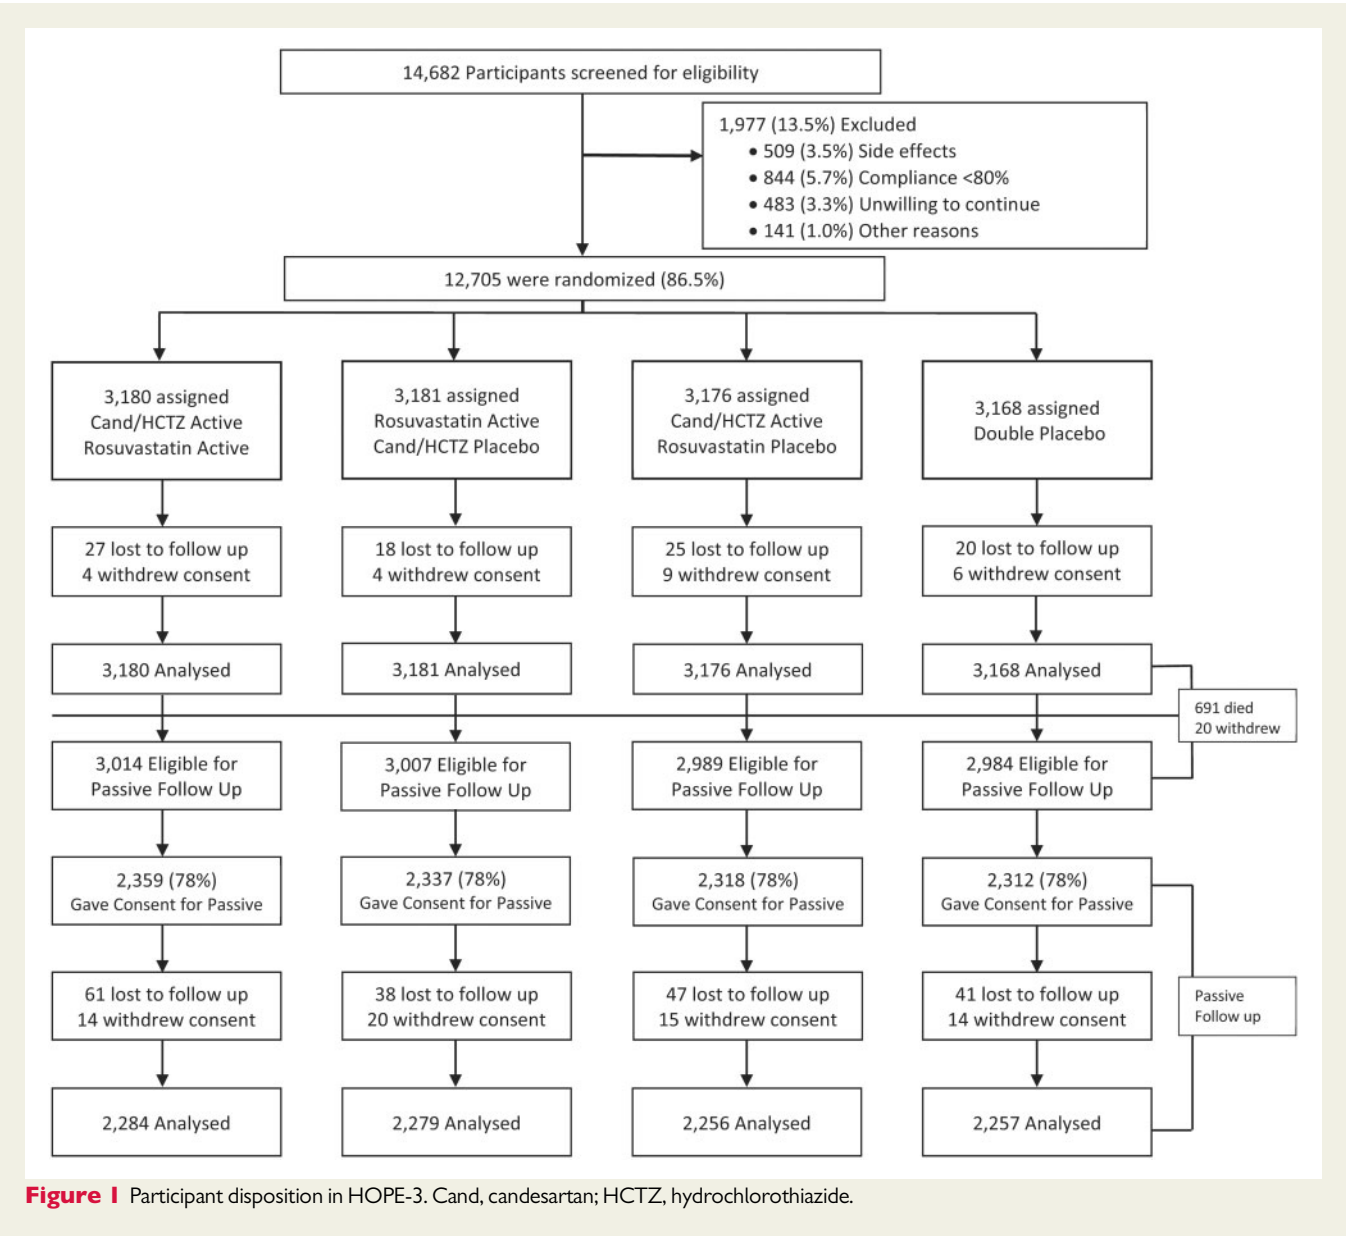 14,682 Participants screened for eligibility
1,977 (13.5%) Excluded
• 509 (3.5%) Side effects
• 844 (5.7%) Compliance <80%
• 483 (3.3%) Unwilling to continue
• 141 (1.0%) Other reasons
12,705 were randomized (86.5%)
3,180 assigned
Cand/HCTZ Active
Rosuvastatin Active
3,181 assigned
Rosuvastatin Active
Cand/HCTZ Placebo
3,176 assigned
Cand/HCTZ Active
Rosuvastatin Placebo
3,168 assigned
Double Placebo
27 lost to follow up
4 withdrew consent
18 lost to follow up
4 withdrew consent
25 lost to follow up
9 withdrew consent
20 lost to follow up
6 withdrew consent
3,180 Analysed
3,181 Analysed
3,176 Analysed
3,168 Analysed
691 died
20 withdrew
3,014 Eligible for
Passive Follow Up
3,007 Eligible for
Passive Follow Up
2,989 Eligible for
Passive Follow Up
2,984 Eligible for
Passive Follow Up
2,359 (78%)
Gave Consent for Passive
2,337 (78%)
Gave Consent for Passive
2,318 (78%)
Gave Consent for Passive
2,312 (78%)
Gave Consent for Passive
61 lost to follow up
14 withdrew consent
38 lost to follow up
20 withdrew consent
47 lost to follow up
15 withdrew consent
41 lost to follow up
14 withdrew consent
Passive
Follow up
2,284 Analysed
2,279 Analysed
2,256 Analysed
2,257 Analysed
Figure 1 Participant disposition in HOPE-3. Cand, candesartan; HCTZ, hydrochlorothiazide.